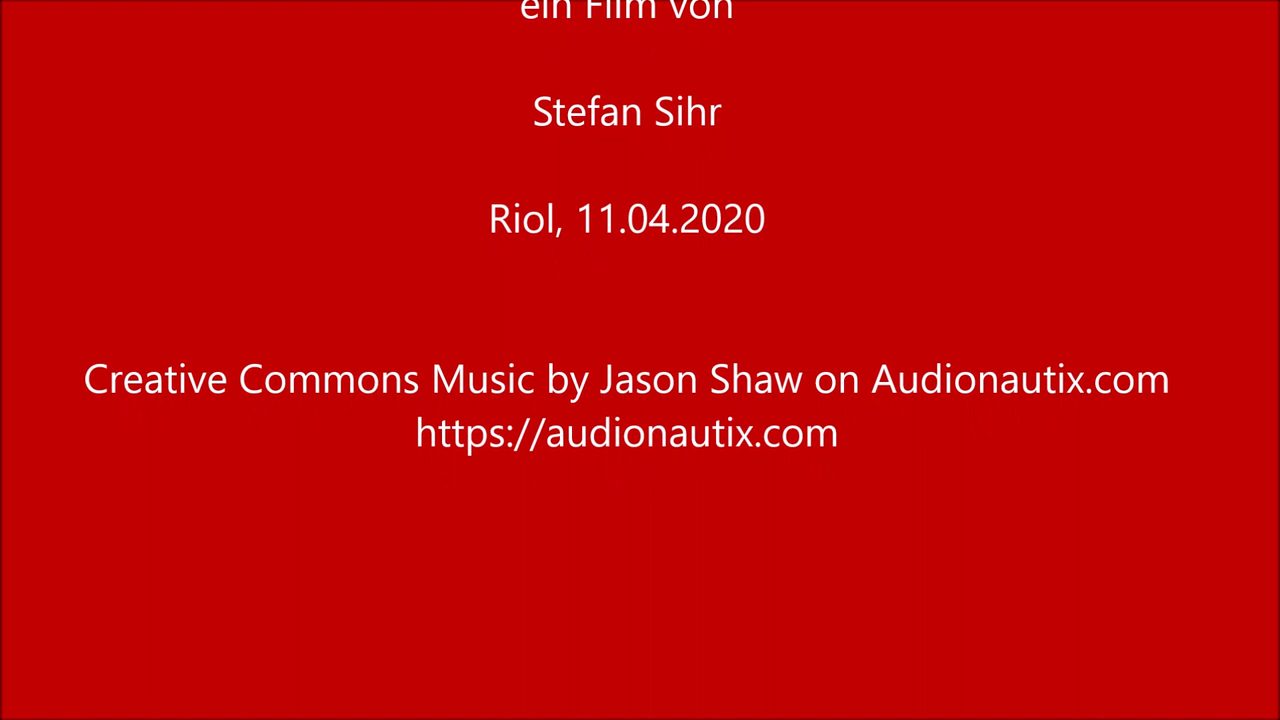 ein Film von
Stefan Sihr
Riol, 11.04.2020
Creative Commons Music by Jason Shaw on Audionautix.com
https://audionautix.com